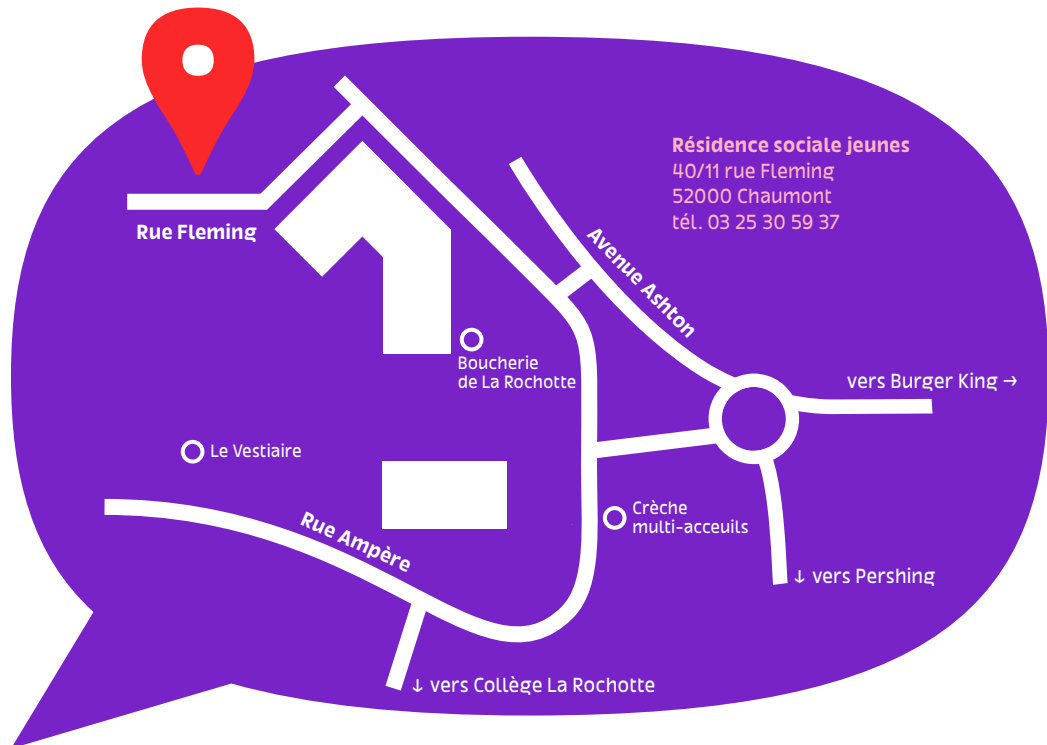 Résidence sociale jeunes
40/11 rue Fleming
52000 Chaumont
tél. 03 25 30 59 37
Rue Fleming
Avenue Ashton
Boucherie
de La Rochotte
vers Burger King →
Le Vestiaire
Crèche
multi-acceuils
Rue Ampère
↓ vers Pershing
↓ vers Collège La Rochotte